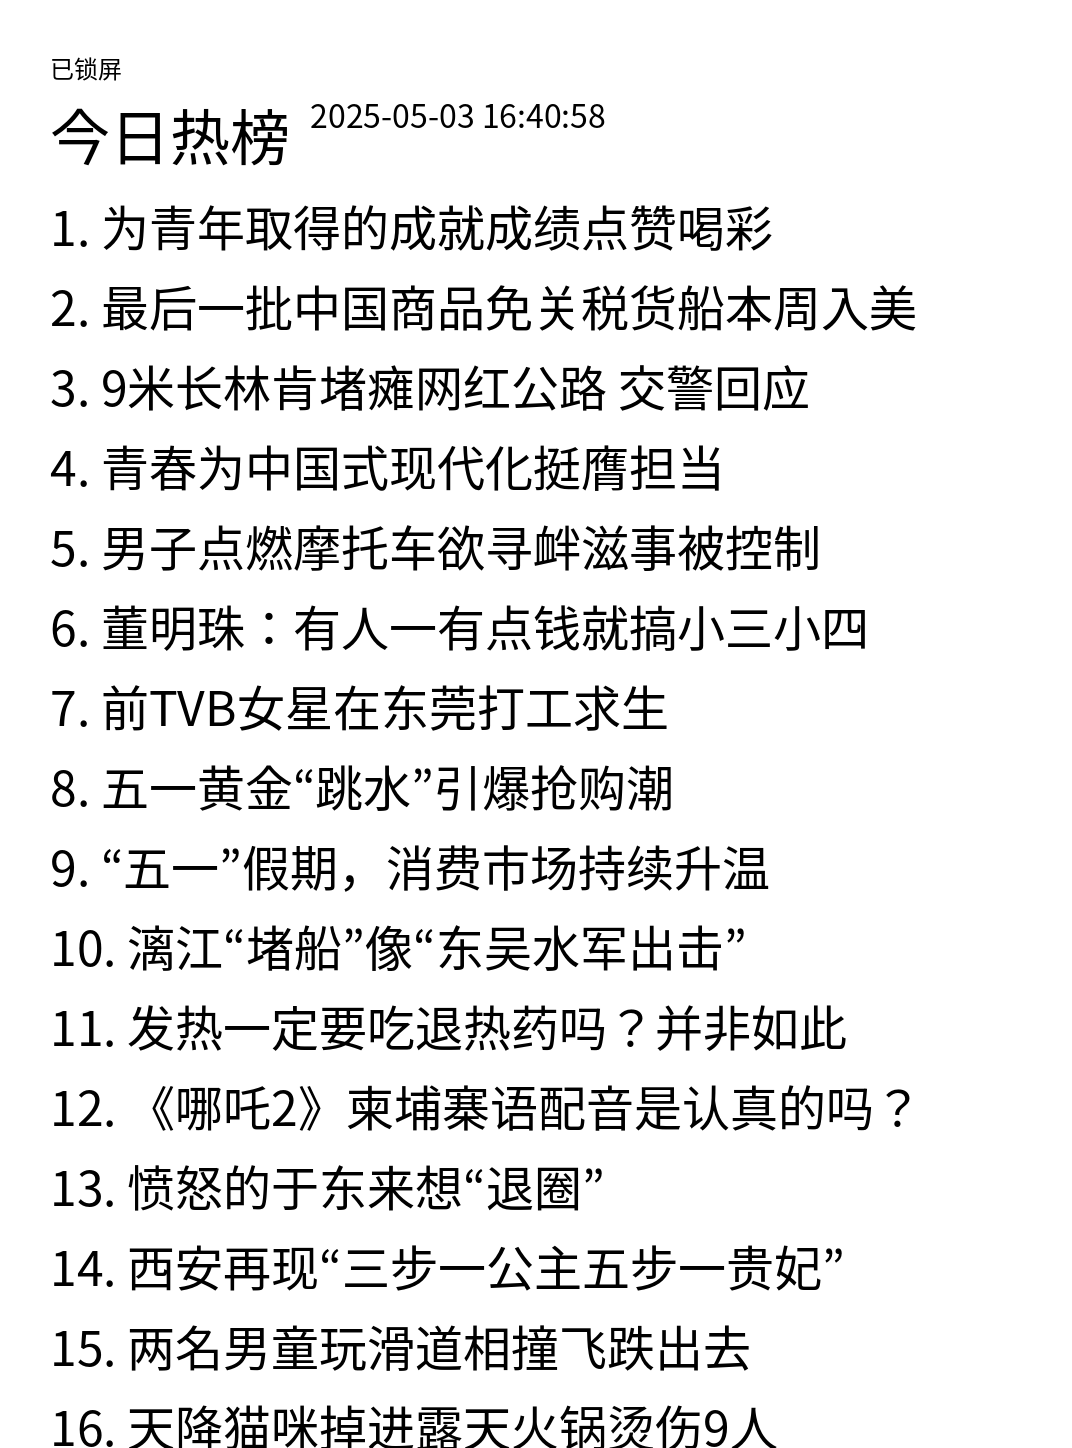 已锁屏
今日热榜 2025-05-03 16:40:58
1. 为青年取得的成就成绩点赞喝彩
2. 最后一批中国商品免关税货船本周入美
3. 9米长林肯堵瘫网红公路 交警回应
4. 青春为中国式现代化挺膺担当
5. 男子点燃摩托车欲寻衅滋事被控制
6. 董明珠：有人一有点钱就搞小三小四
7. 前TVB女星在东莞打工求生
8. 五一黄金“跳水”引爆抢购潮
9. “五一”假期，消费市场持续升温
10. 漓江“堵船”像“东吴水军出击”
11. 发热一定要吃退热药吗？并非如此
12. 《哪吒2》柬埔寨语配音是认真的吗？
13. 愤怒的于东来想“退圈”
14. 西安再现“三步一公主五步一贵妃”
15. 两名男童玩滑道相撞飞跌出去
16. 天降猫咪掉进露天火锅烫伤9人